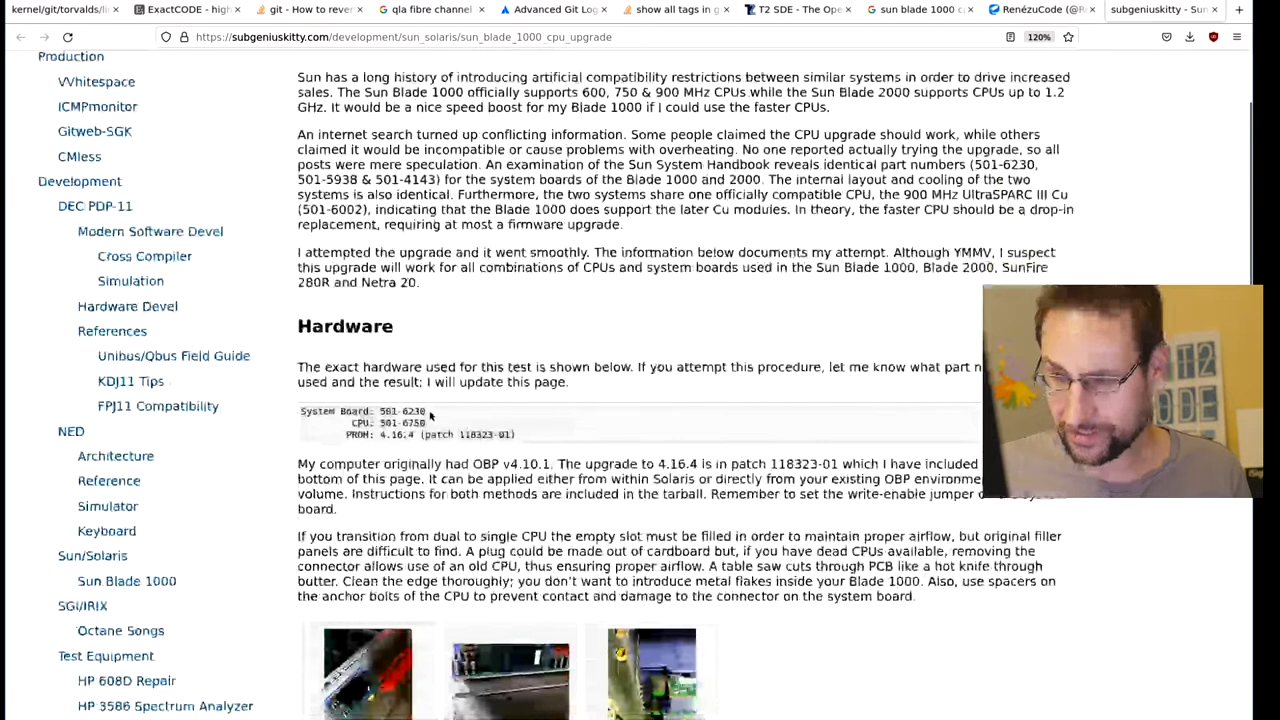 kernel/git/torvalds/lin
ExactCODE - high
git - How to rever
qla fibre channel
Advanced Git Log
show all tags in g
T2 SDE - The Ope
sun blade 1000 c
RenézuCode (@R
subgeniuskitty - Sun
https://subgeniuskitty.com/development/sun_solaris/sun_blade_1000_cpu_upgrade
120%
Production
Whitespace
ICMPmonitor
Gitweb-SGK
CMless
Development
DEC PDP-11
Modern Software Devel
Cross Compiler
Simulation
Hardware Devel
References
Unibus/Qbus Field Guide
KDJ11 Tips
FPJ11 Compatibility
NED
Architecture
Reference
Simulator
Keyboard
Sun/Solaris
Sun Blade 1000
SGI/IRIX
Octane Songs
Test Equipment
HP 608D Repair
HP 3586 Spectrum Analyzer
Sun has a long history of introducing artificial compatibility restrictions between similar systems in order to drive increased
sales. The Sun Blade 1000 officially supports 600, 750 & 900 MHz CPUs while the Sun Blade 2000 supports CPUs up to 1.2
GHz. It would be a nice speed boost for my Blade 1000 if I could use the faster CPUs.
An internet search turned up conflicting information. Some people claimed the CPU upgrade should work, while others
claimed it would be incompatible or cause problems with overheating. No one reported actually trying the upgrade, so all
posts were mere speculation. An examination of the Sun System Handbook reveals identical part numbers (501-6230,
501-5938 & 501-4143) for the system boards of the Blade 1000 and 2000. The internal layout and cooling of the two
systems is also identical. Furthermore, the two systems share one officially compatible CPU, the 900 MHz UltraSPARC III Cu
(501-6002), indicating that the Blade 1000 does support the later Cu modules. In theory, the faster CPU should be a drop-in
replacement, requiring at most a firmware upgrade.
I attempted the upgrade and it went smoothly. The information below documents my attempt. Although YMMV, I suspect
this upgrade will work for all combinations of CPUs and system boards used in the Sun Blade 1000, Blade 2000, SunFire
280R and Netra 20.
Hardware
The exact hardware used for this test is shown below. If you attempt this procedure, let me know what part n
used and the result; I will update this page.
System Board: 501-6230
CPU: 501-6750
PROM: 4.16.4 (patch 118323-01)
My computer originally had OBP v4.10.1. The upgrade to 4.16.4 is in patch 118323-01 which I have included
bottom of this page. It can be applied either from within Solaris or directly from your existing OBP environme
volume. Instructions for both methods are included in the tarball. Remember to set the write-enable jumper
board.
If you transition from dual to single CPU the empty slot must be filled in order to maintain proper airflow, but original filler
panels are difficult to find. A plug could be made out of cardboard but, if you have dead CPUs available, removing the
connector allows use of an old CPU, thus ensuring proper airflow. A table saw cuts through PCB like a hot knife through
butter. Clean the edge thoroughly; you don't want to introduce metal flakes inside your Blade 1000. Also, use spacers on
the anchor bolts of the CPU to prevent contact and damage to the connector on the system board.
T2
SDE